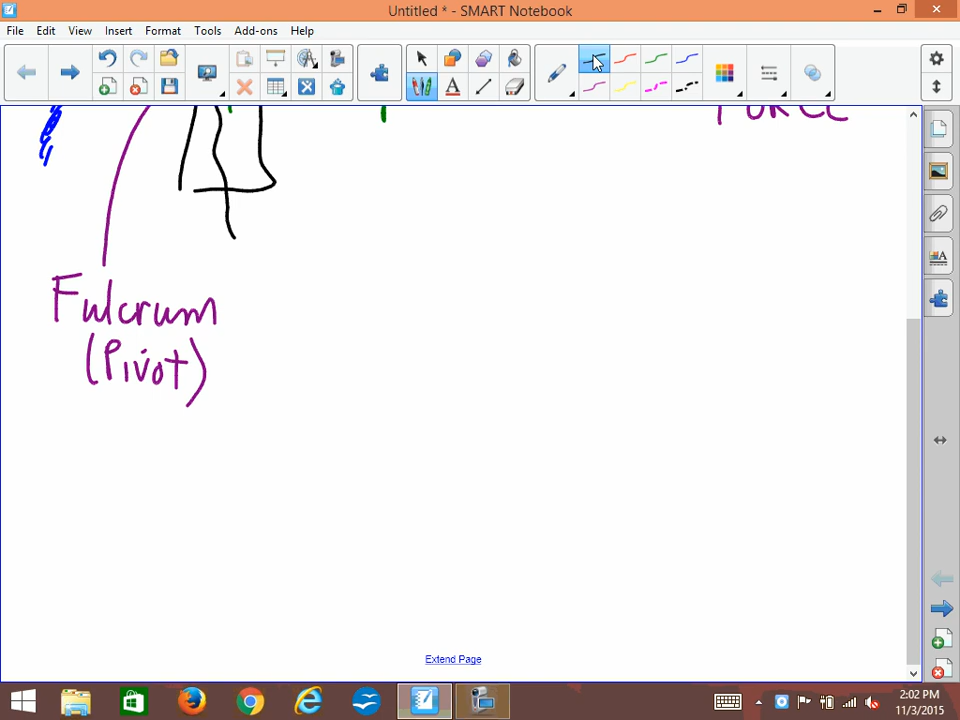 Untitled * - SMART Notebook
File Edit View Insert Format Tools Add-ons Help
FORCE
Fulcrum
(Pivot)
Extend Page
2:02 PM
11/3/2015